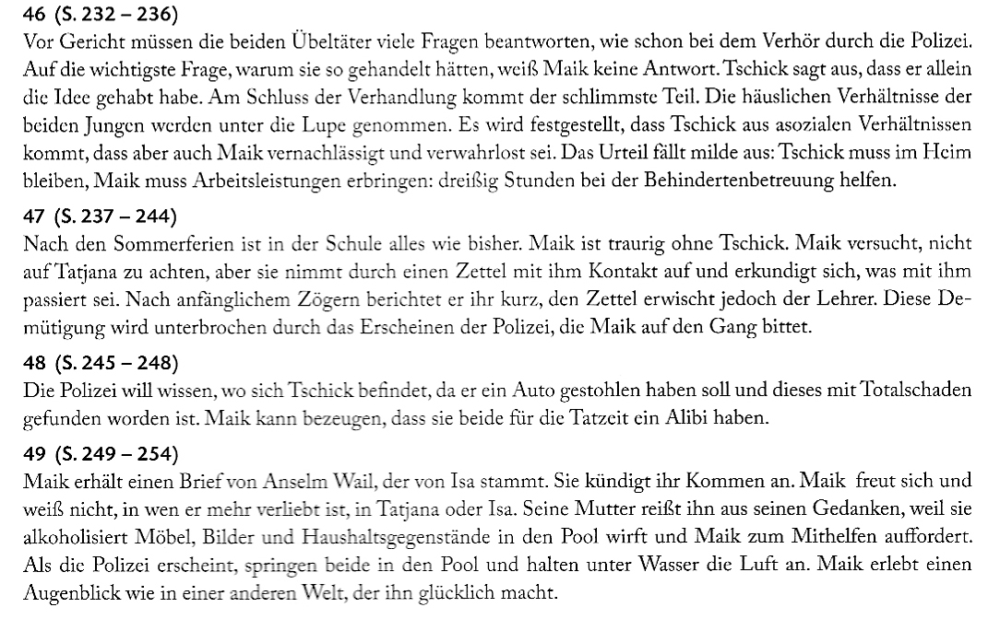 46 (S. 232 – 236)
Vor Gericht müssen die beiden Übeltäter viele Fragen beantworten, wie schon bei dem Verhör durch die Polizei.
Auf die wichtigste Frage, warum sie so gehandelt hätten, weiß Maik keine Antwort. Tschick sagt aus, dass er allein
die Idee gehabt habe. Am Schluss der Verhandlung kommt der schlimmste Teil. Die häuslichen Verhältnisse der
beiden Jungen werden unter die Lupe genommen. Es wird festgestellt, dass Tschick aus asozialen Verhältnissen
kommt, dass aber auch Maik vernachlässigt und verwahrlost sei. Das Urteil fällt milde aus: Tschick muss im Heim
bleiben, Maik muss Arbeitsleistungen erbringen: dreißig Stunden bei der Behindertenbetreuung helfen.
47 (S. 237 – 244)
Nach den Sommerferien ist in der Schule alles wie bisher. Maik ist traurig ohne Tschick. Maik versucht, nicht
auf Tatjana zu achten, aber sie nimmt durch einen Zettel mit ihm Kontakt auf und erkundigt sich, was mit ihm
passiert sei. Nach anfänglichem Zögern berichtet er ihr kurz, den Zettel erwischt jedoch der Lehrer. Diese De-
mütigung wird unterbrochen durch das Erscheinen der Polizei, die Maik auf den Gang bittet.
48 (S. 245 – 248)
Die Polizei will wissen, wo sich Tschick befindet, da er ein Auto gestohlen haben soll und dieses mit Totalschaden
gefunden worden ist. Maik kann bezeugen, dass sie beide für die Tatzeit ein Alibi haben.
49 (S. 249 – 254)
Maik erhält einen Brief von Anselm Wail, der von Isa stammt. Sie kündigt ihr Kommen an. Maik freut sich und
weiß nicht, in wen er mehr verliebt ist, in Tatjana oder Isa. Seine Mutter reißt ihn aus seinen Gedanken, weil sie
alkoholisiert Möbel, Bilder und Haushaltsgegenstände in den Pool wirft und Maik zum Mithelfen auffordert.
Als die Polizei erscheint, springen beide in den Pool und halten unter Wasser die Luft an. Maik erlebt einen
Augenblick wie in einer anderen Welt, der ihn glücklich macht.